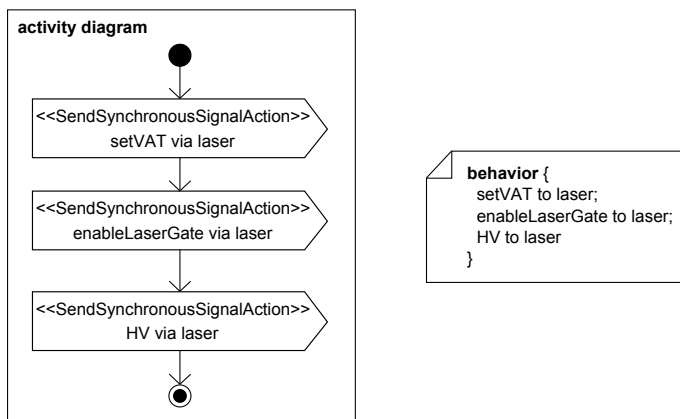 activity diagram
<<SendSynchronousSignalAction>>
setVAT via laser
<<SendSynchronousSignalAction>>
enableLaserGate via laser
<<SendSynchronousSignalAction>>
HV via laser
behavior {
setVAT to laser;
enableLaserGate to laser;
HV to laser
}